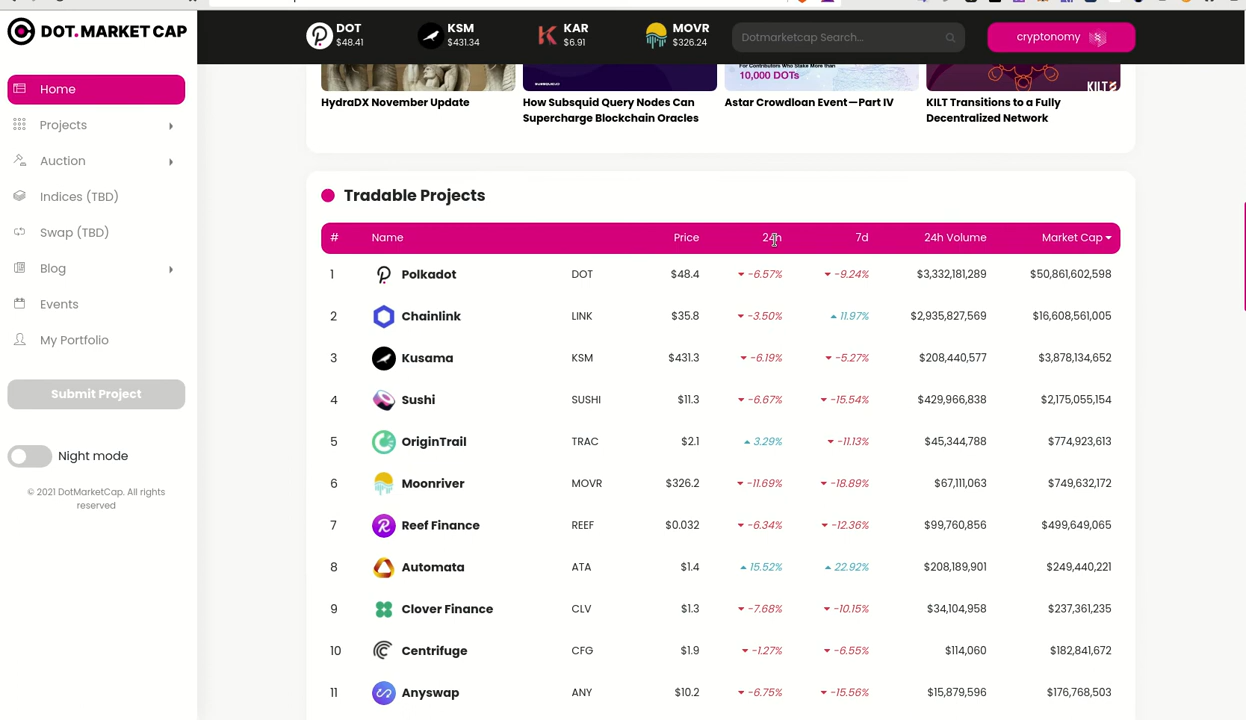 DOT.MARKET CAP
DOT
$48.41
KSM
$431.34
KAR
$6.91
MOVR
$326.24
Dotmarketcap Search...
cryptonomy
Home
Projects
Auction
Indices (TBD)
Swap (TBD)
Blog
Events
My Portfolio
Submit Project
Night mode
© 2021 DotMarketCap. All rights
reserved
10,000 DOTs
KILT
HydraDX November Update
How Subsquid Query Nodes Can
Supercharge Blockchain Oracles
Astar Crowdloan Event—Part IV
KILT Transitions to a Fully
Decentralized Network
Tradable Projects
# Name Price 24h 7d 24h Volume Market Cap
1 Polkadot DOT $48.4 -6.57% -9.24% $3,332,181,289 $50,861,602,598
2 Chainlink LINK $35.8 -3.50% 11.97% $2,935,827,569 $16,608,561,005
3 Kusama KSM $431.3 -6.19% -5.27% $208,440,577 $3,878,134,652
4 Sushi SUSHI $11.3 -6.67% -15.54% $429,966,838 $2,175,055,154
5 OriginTrail TRAC $2.1 3.29% -11.13% $45,344,788 $774,923,613
6 Moonriver MOVR $326.2 -11.69% -18.89% $67,111,063 $749,632,172
7 Reef Finance REEF $0.032 -6.34% -12.36% $99,760,856 $499,649,065
8 Automata ATA $1.4 15.52% 22.92% $208,189,901 $249,440,221
9 Clover Finance CLV $1.3 -7.68% -10.15% $34,104,958 $237,361,235
10 Centrifuge CFG $1.9 -1.27% -6.55% $114,060 $182,841,672
11 Anyswap ANY $10.2 -6.75% -15.56% $15,879,596 $176,768,503